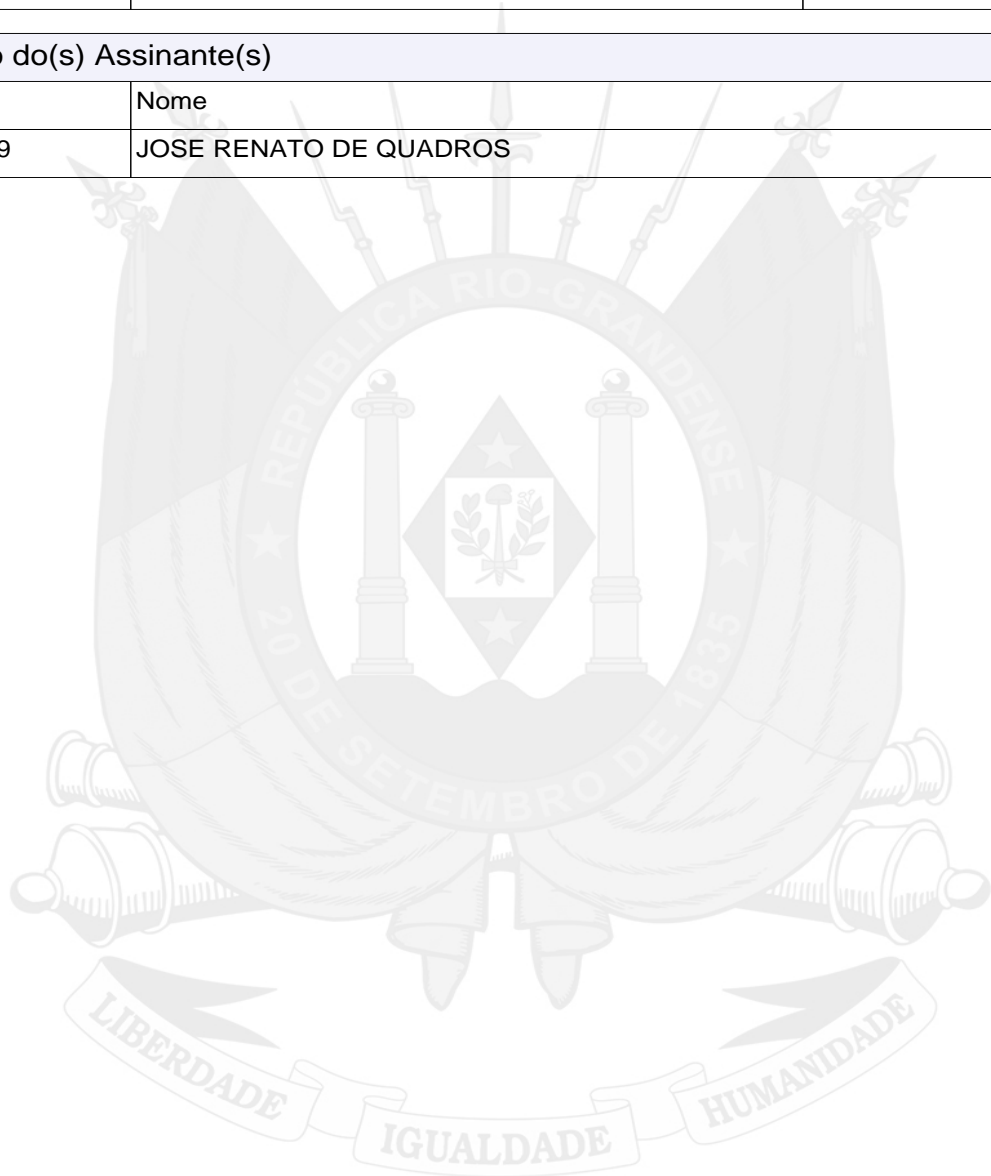 o do(s) Assinante(s)
Nome
9 JOSE RENATO DE QUADROS
REPÚBLICA RIO-GRANDENSE
20 DE SETEMBRO DE 1835
LIBERDADE
IGUALDADE
HUMANIDADE